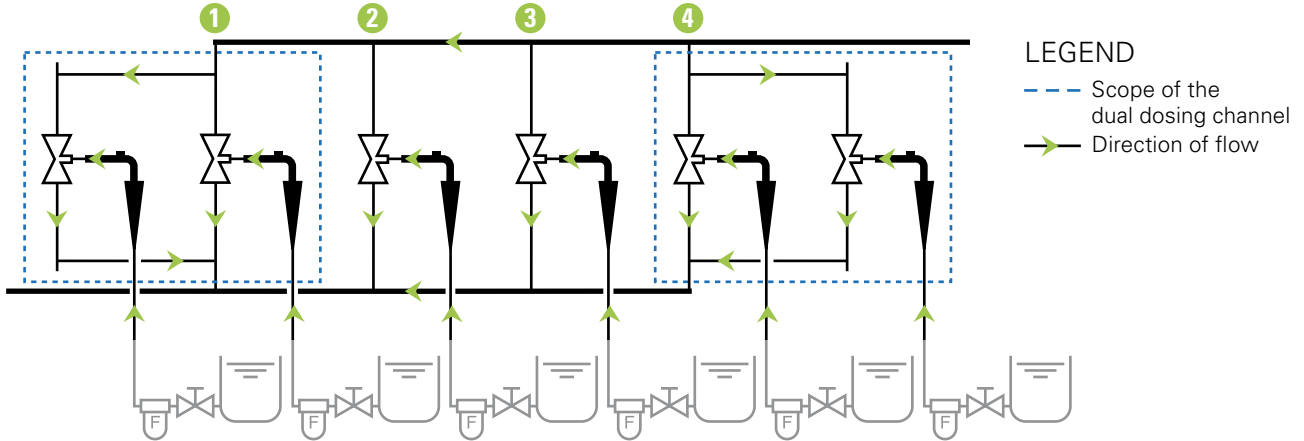 1 2 3 4
LEGEND
Scope of the
dual dosing channel
Direction of flow
F F F F F F